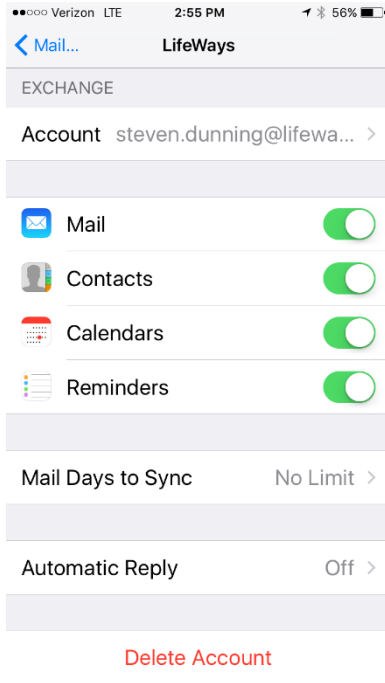 Verizon LTE 2:55 PM 56%
Mail... LifeWays
EXCHANGE
Account steven.dunning@lifewa...
Mail
Contacts
Calendars
Reminders
Mail Days to Sync No Limit
Automatic Reply Off
Delete Account